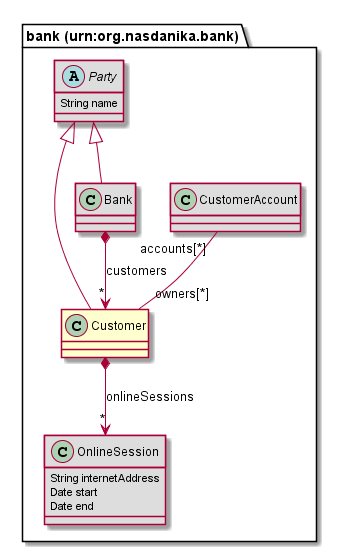 bank (urn:org.nasdanika.bank)
A Party
String name
C Bank
C CustomerAccount
accounts[*]
customers
*
owners[*]
C Customer
onlineSessions
*
C OnlineSession
String internetAddress
Date start
Date end